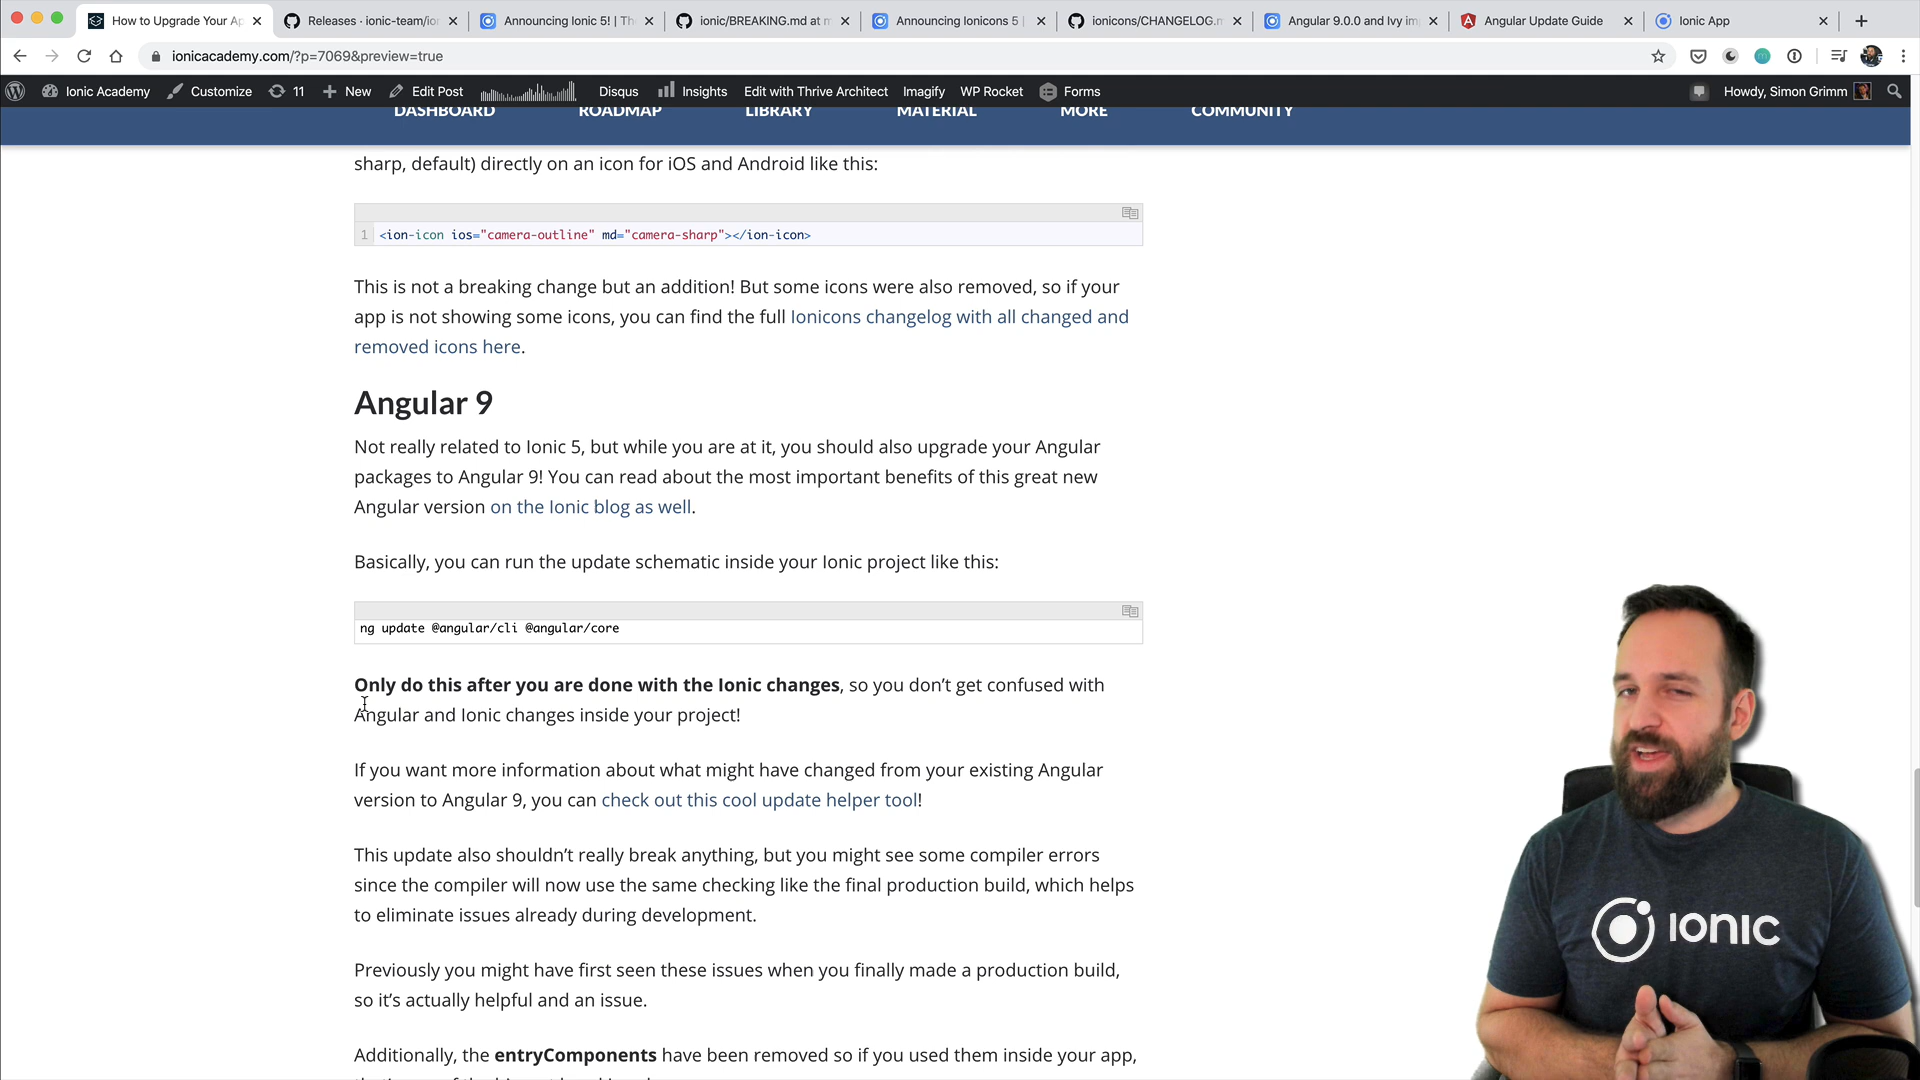 How to Upgrade Your Ap
Releases · ionic-team/io
Announcing Ionic 5! | Th
ionic/BREAKING.md at m
Announcing Ionicons 5 |
ionicons/CHANGELOG.m
Angular 9.0.0 and Ivy im
Angular Update Guide
Ionic App
ionicacademy.com/?p=7069&preview=true
Ionic Academy Customize 11 New Edit Post Disqus Insights Edit with Thrive Architect Imagify WP Rocket Forms Howdy, Simon Grimm
DASHBOARD ROADMAP LIBRARY MATERIAL MORE COMMUNITY
sharp, default) directly on an icon for iOS and Android like this:
1 <ion-icon ios="camera-outline" md="camera-sharp"></ion-icon>
This is not a breaking change but an addition! But some icons were also removed, so if your
app is not showing some icons, you can find the full Ionicons changelog with all changed and
removed icons here.
Angular 9
Not really related to Ionic 5, but while you are at it, you should also upgrade your Angular
packages to Angular 9! You can read about the most important benefits of this great new
Angular version on the Ionic blog as well.
Basically, you can run the update schematic inside your Ionic project like this:
ng update @angular/cli @angular/core
Only do this after you are done with the Ionic changes, so you don't get confused with
Angular and Ionic changes inside your project!
If you want more information about what might have changed from your existing Angular
version to Angular 9, you can check out this cool update helper tool!
This update also shouldn't really break anything, but you might see some compiler errors
since the compiler will now use the same checking like the final production build, which helps
to eliminate issues already during development.
Previously you might have first seen these issues when you finally made a production build,
so it's actually helpful and an issue.
Additionally, the entryComponents have been removed so if you used them inside your app,
IONIC